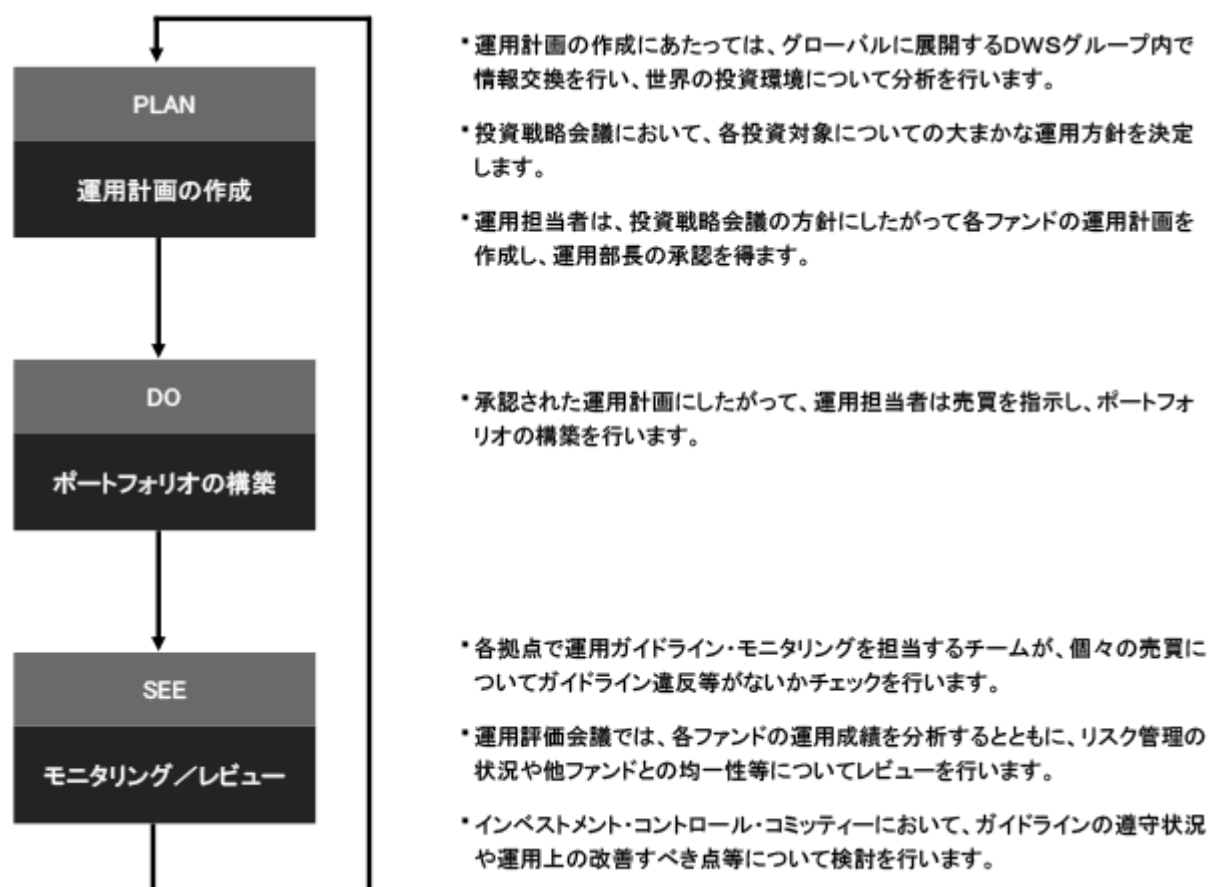 PLAN
運用計画の作成
・運用計画の作成にあたっては、グローバルに展開するDWSグループ内で
情報交換を行い、世界の投資環境について分析を行います。
・投資戦略会議において、各投資対象についての大まかな運用方針を決定
します。
・運用担当者は、投資戦略会議の方針にしたがって各ファンドの運用計画を
作成し、運用部長の承認を得ます。
DO
ポートフォリオの構築
・承認された運用計画にしたがって、運用担当者は売買を指示し、ポートフォ
リオの構築を行います。
SEE
モニタリング／レビュー
・各拠点で運用ガイドライン・モニタリングを担当するチームが、個々の売買に
ついてガイドライン違反等がないかチェックを行います。
・運用評価会議では、各ファンドの運用成績を分析するとともに、リスク管理の
状況や他ファンドとの均一性等についてレビューを行います。
・インベストメント・コントロール・コミッティーにおいて、ガイドラインの遵守状況
や運用上の改善すべき点等について検討を行います。